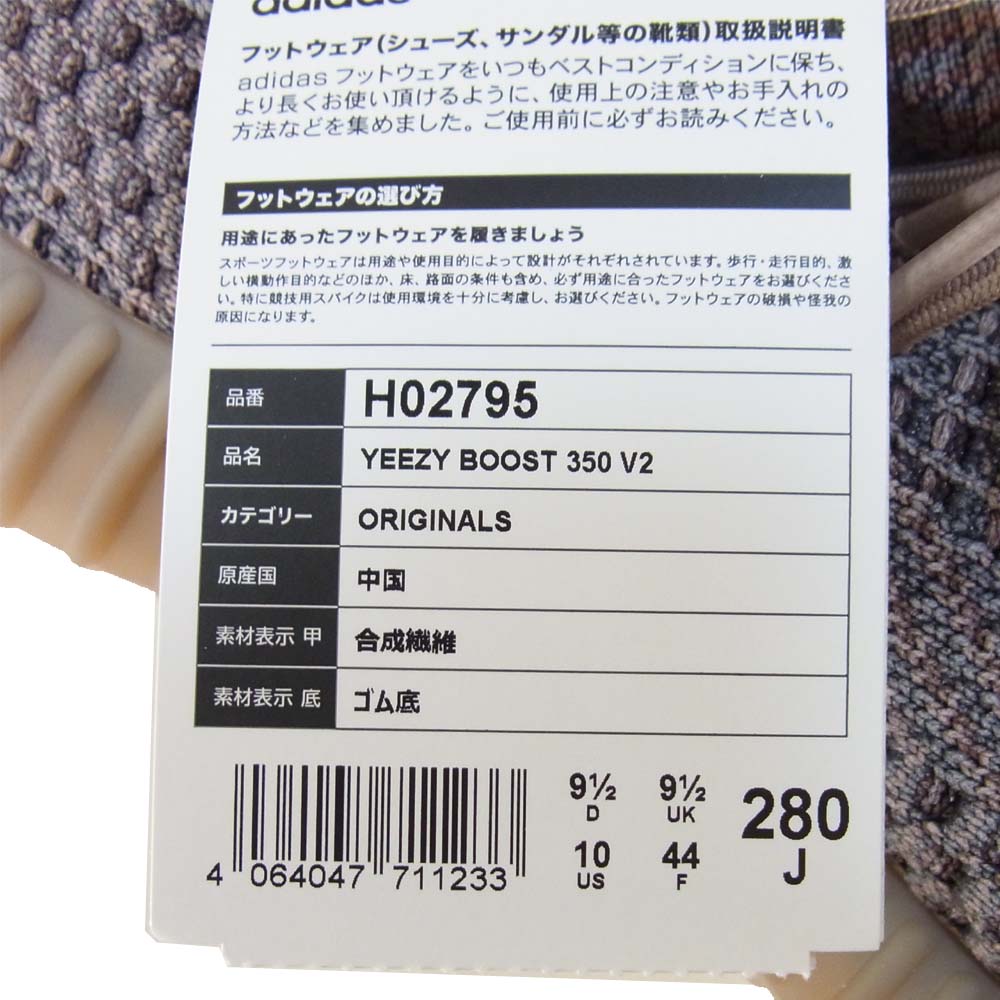 adidas
フットウェア(シューズ、サンダル等の靴類)取扱説明書
adidas フットウェアをいつもベストコンディションに保ち、
より長くお使い頂けるように、使用上の注意やお手入れの
方法などを集めました。ご使用前に必ずお読みください。
フットウェアの選び方
用途にあったフットウェアを履きましょう
スポーツフットウェアは用途や使用目的によって設計がそれぞれされています。歩行・走行目的、激
しい横動作目的などのほか、床、路面の条件も含め、必ず用途に合ったフットウェアをお選びくださ
い。特に競技用スパイクは使用環境を十分に考慮し、お選びください。フットウェアの破損や怪我の
原因になります。
品番 H02795
品名 YEEZY BOOST 350 V2
カテゴリー ORIGINALS
原産国 中国
素材表示 甲 合成繊維
素材表示 底 ゴム底
9½ 9½ 280
D UK J
10 44
US F
4 064047 711233